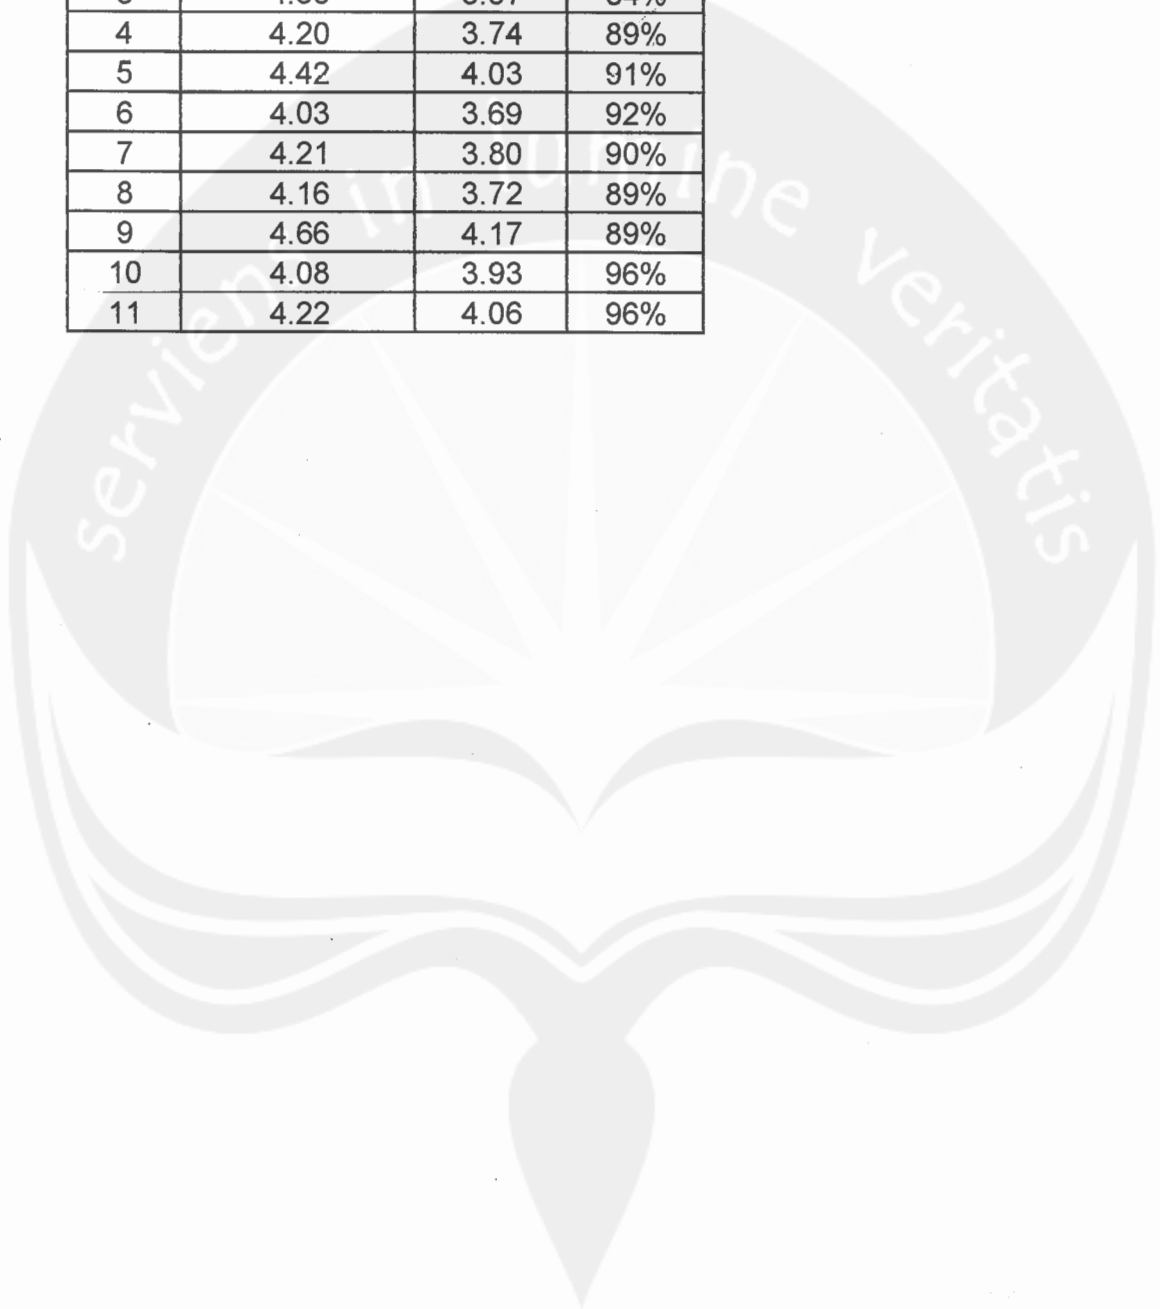 4 4.20 3.74 89%
5 4.42 4.03 91%
6 4.03 3.69 92%
7 4.21 3.80 90%
8 4.16 3.72 89%
9 4.66 4.17 89%
10 4.08 3.93 96%
11 4.22 4.06 96%
serviens in lumine veritatis